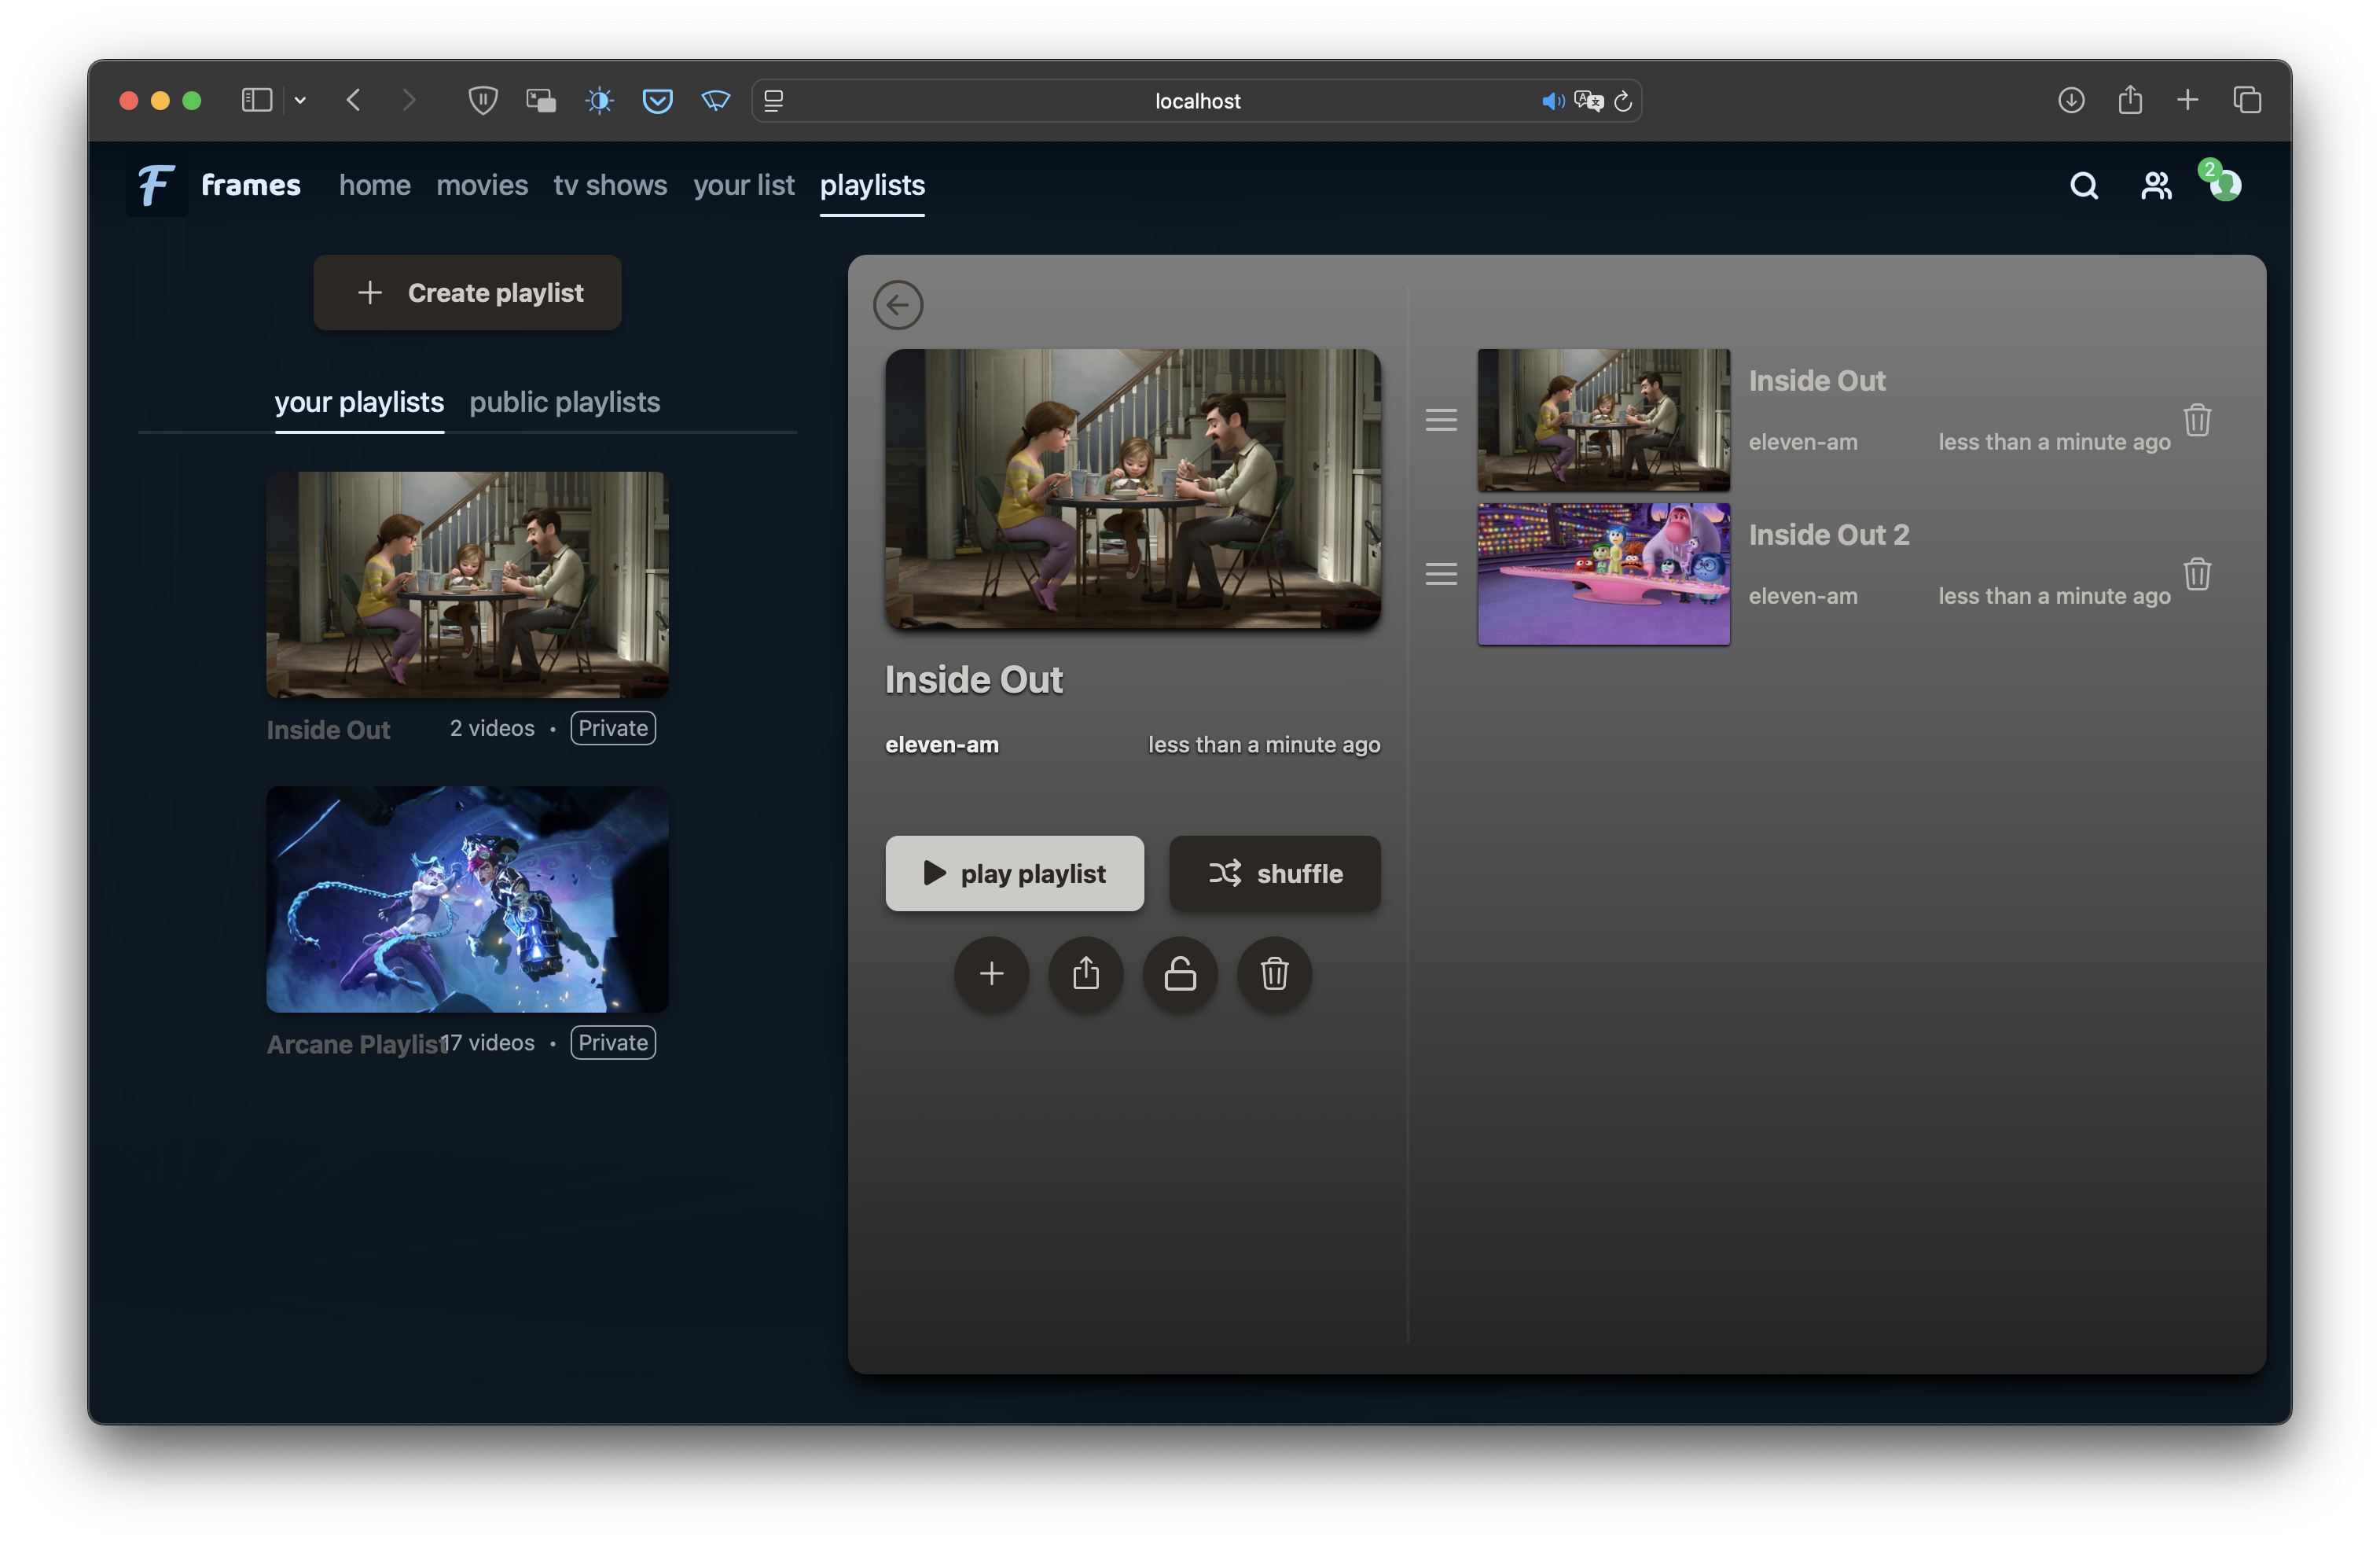 localhost
frames home movies tv shows your list playlists
2
Create playlist
your playlists public playlists
Inside Out 2 videos • Private
Arcane Playlist 17 videos • Private
Inside Out
eleven-am less than a minute ago
play playlist shuffle
Inside Out
eleven-am less than a minute ago
Inside Out 2
eleven-am less than a minute ago